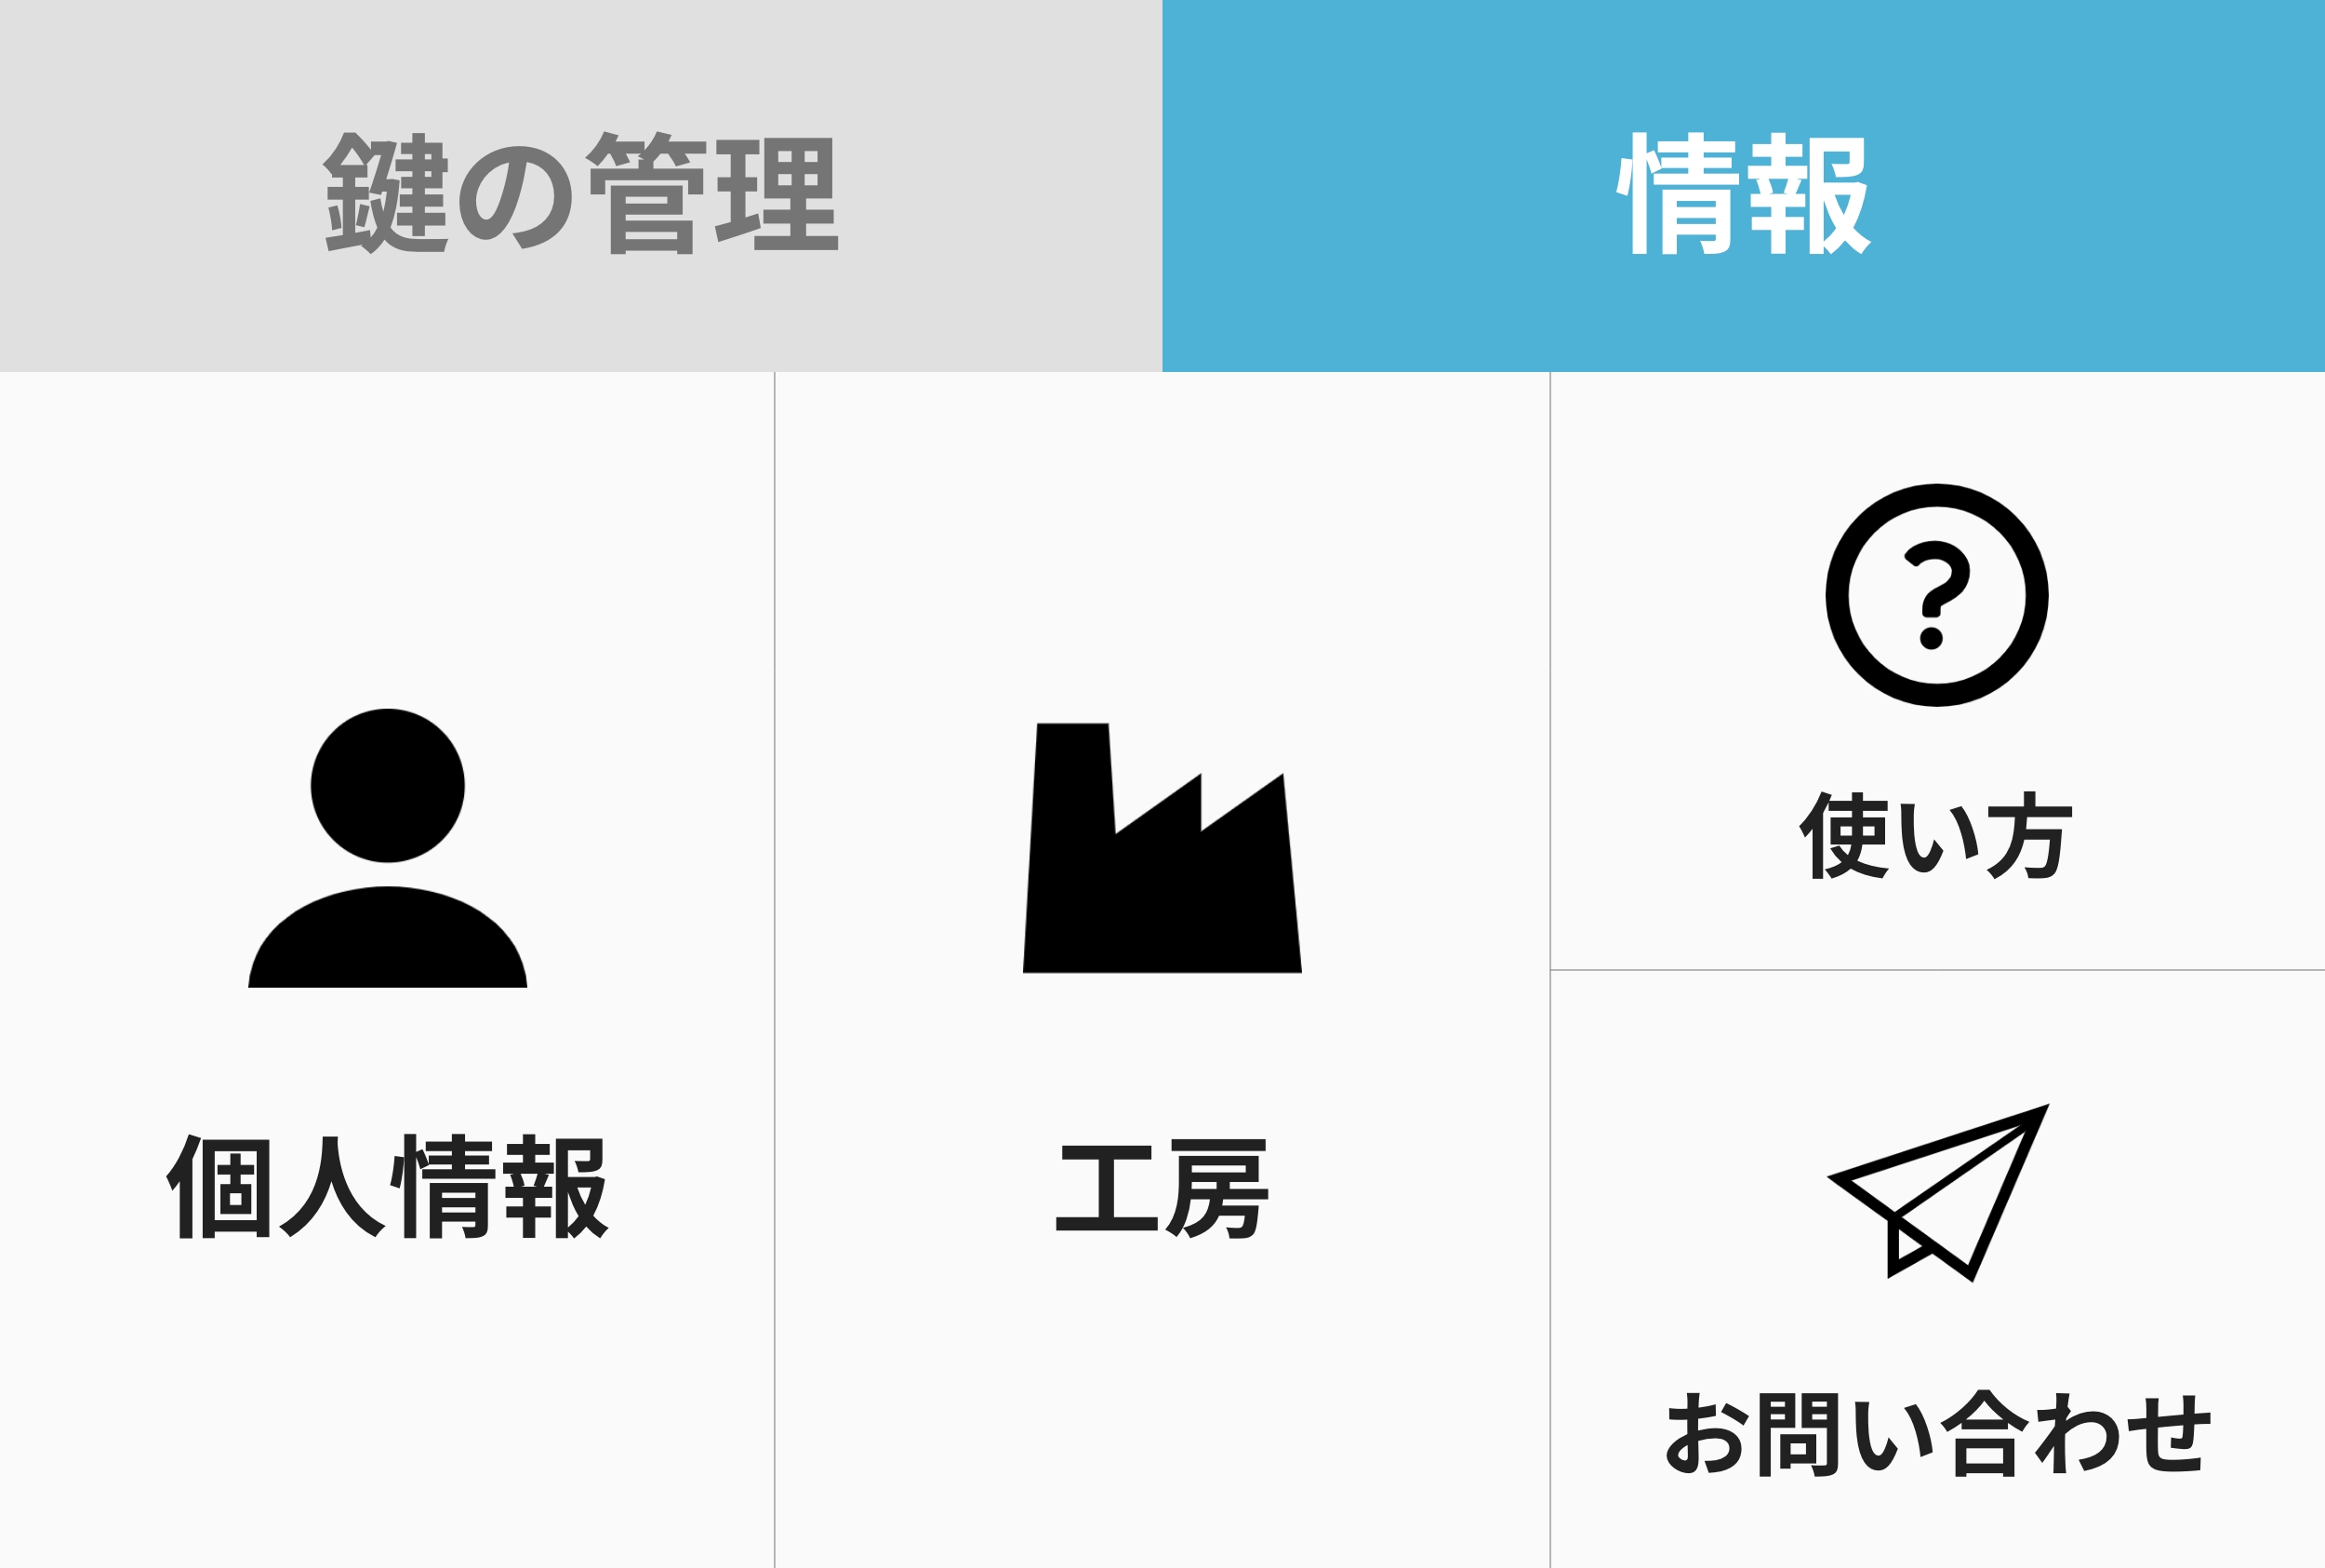 鍵の管理
情報
個人情報
工房
使い方
お問い合わせ